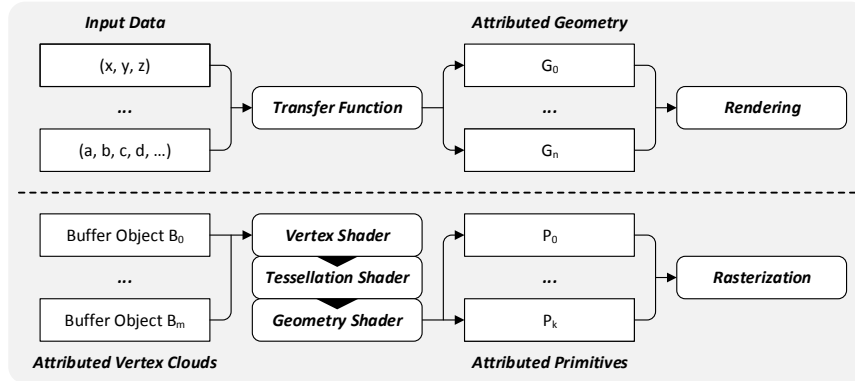 Input Data
Attributed Geometry
(x, y, z)
G₀
...
Transfer Function
...
Rendering
(a, b, c, d, ...)
Gₙ
Buffer Object B₀
Vertex Shader
P₀
...
Tessellation Shader
...
Rasterization
Buffer Object Bₘ
Geometry Shader
Pₖ
Attributed Vertex Clouds
Attributed Primitives